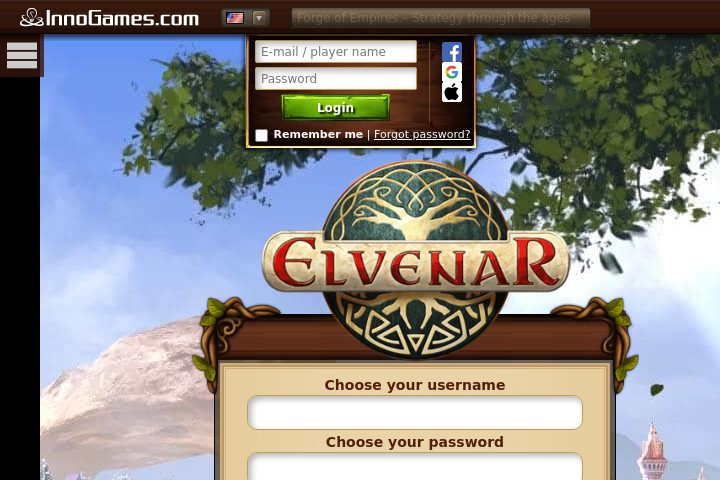 InnoGames.com
Forge of Empires – Strategy through the ages
E-mail / player name
Password
Login
Remember me | Forgot password?
ELVENAR
Choose your username
Choose your password